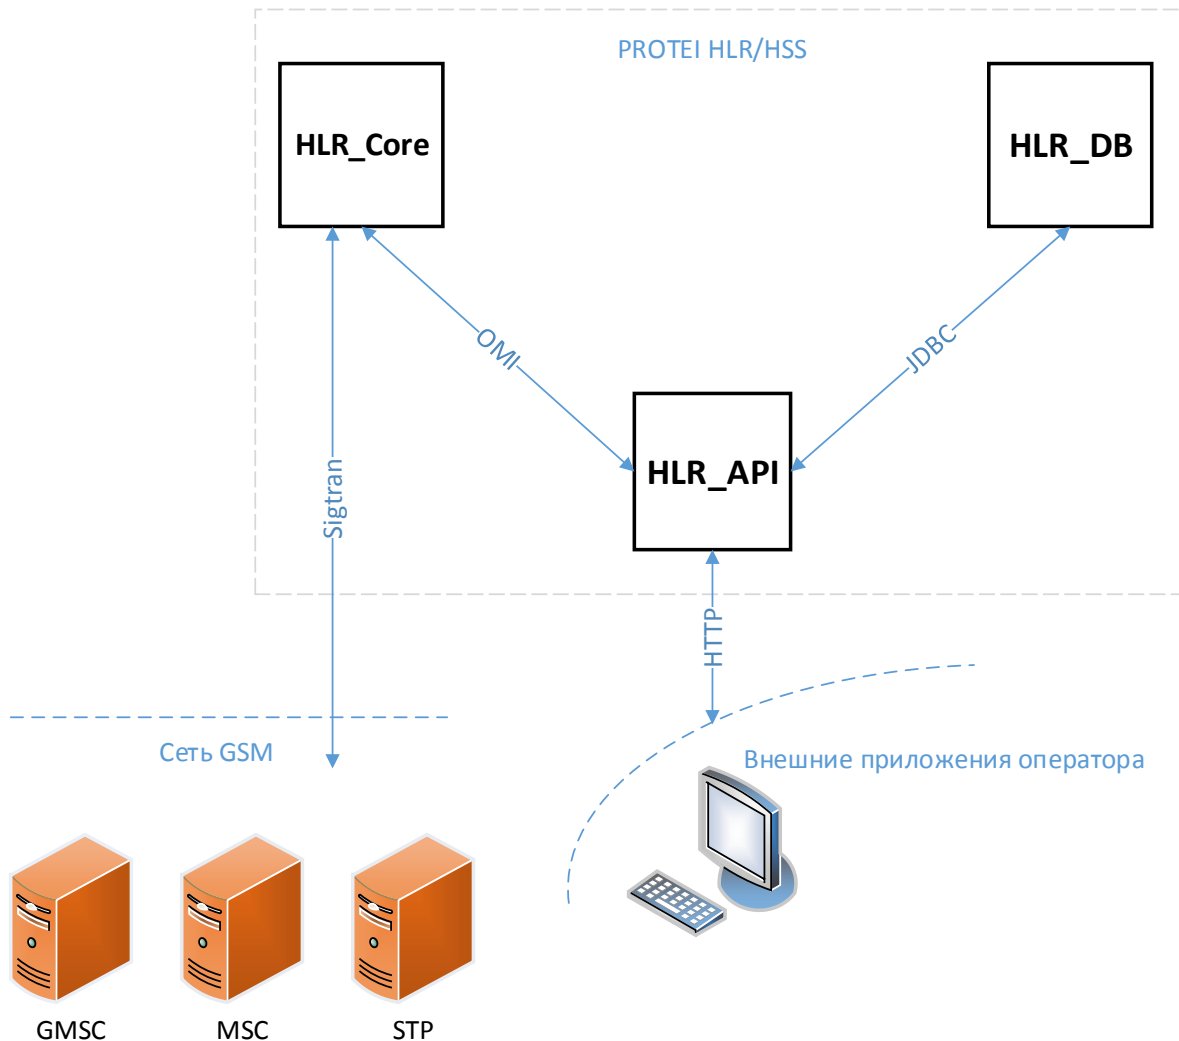 PROTEI HLR/HSS
HLR_Core
HLR_DB
OMI
JDBC
HLR_API
Sigtran
HTTP
Сеть GSM
Внешние приложения оператора
GMSC
MSC
STP